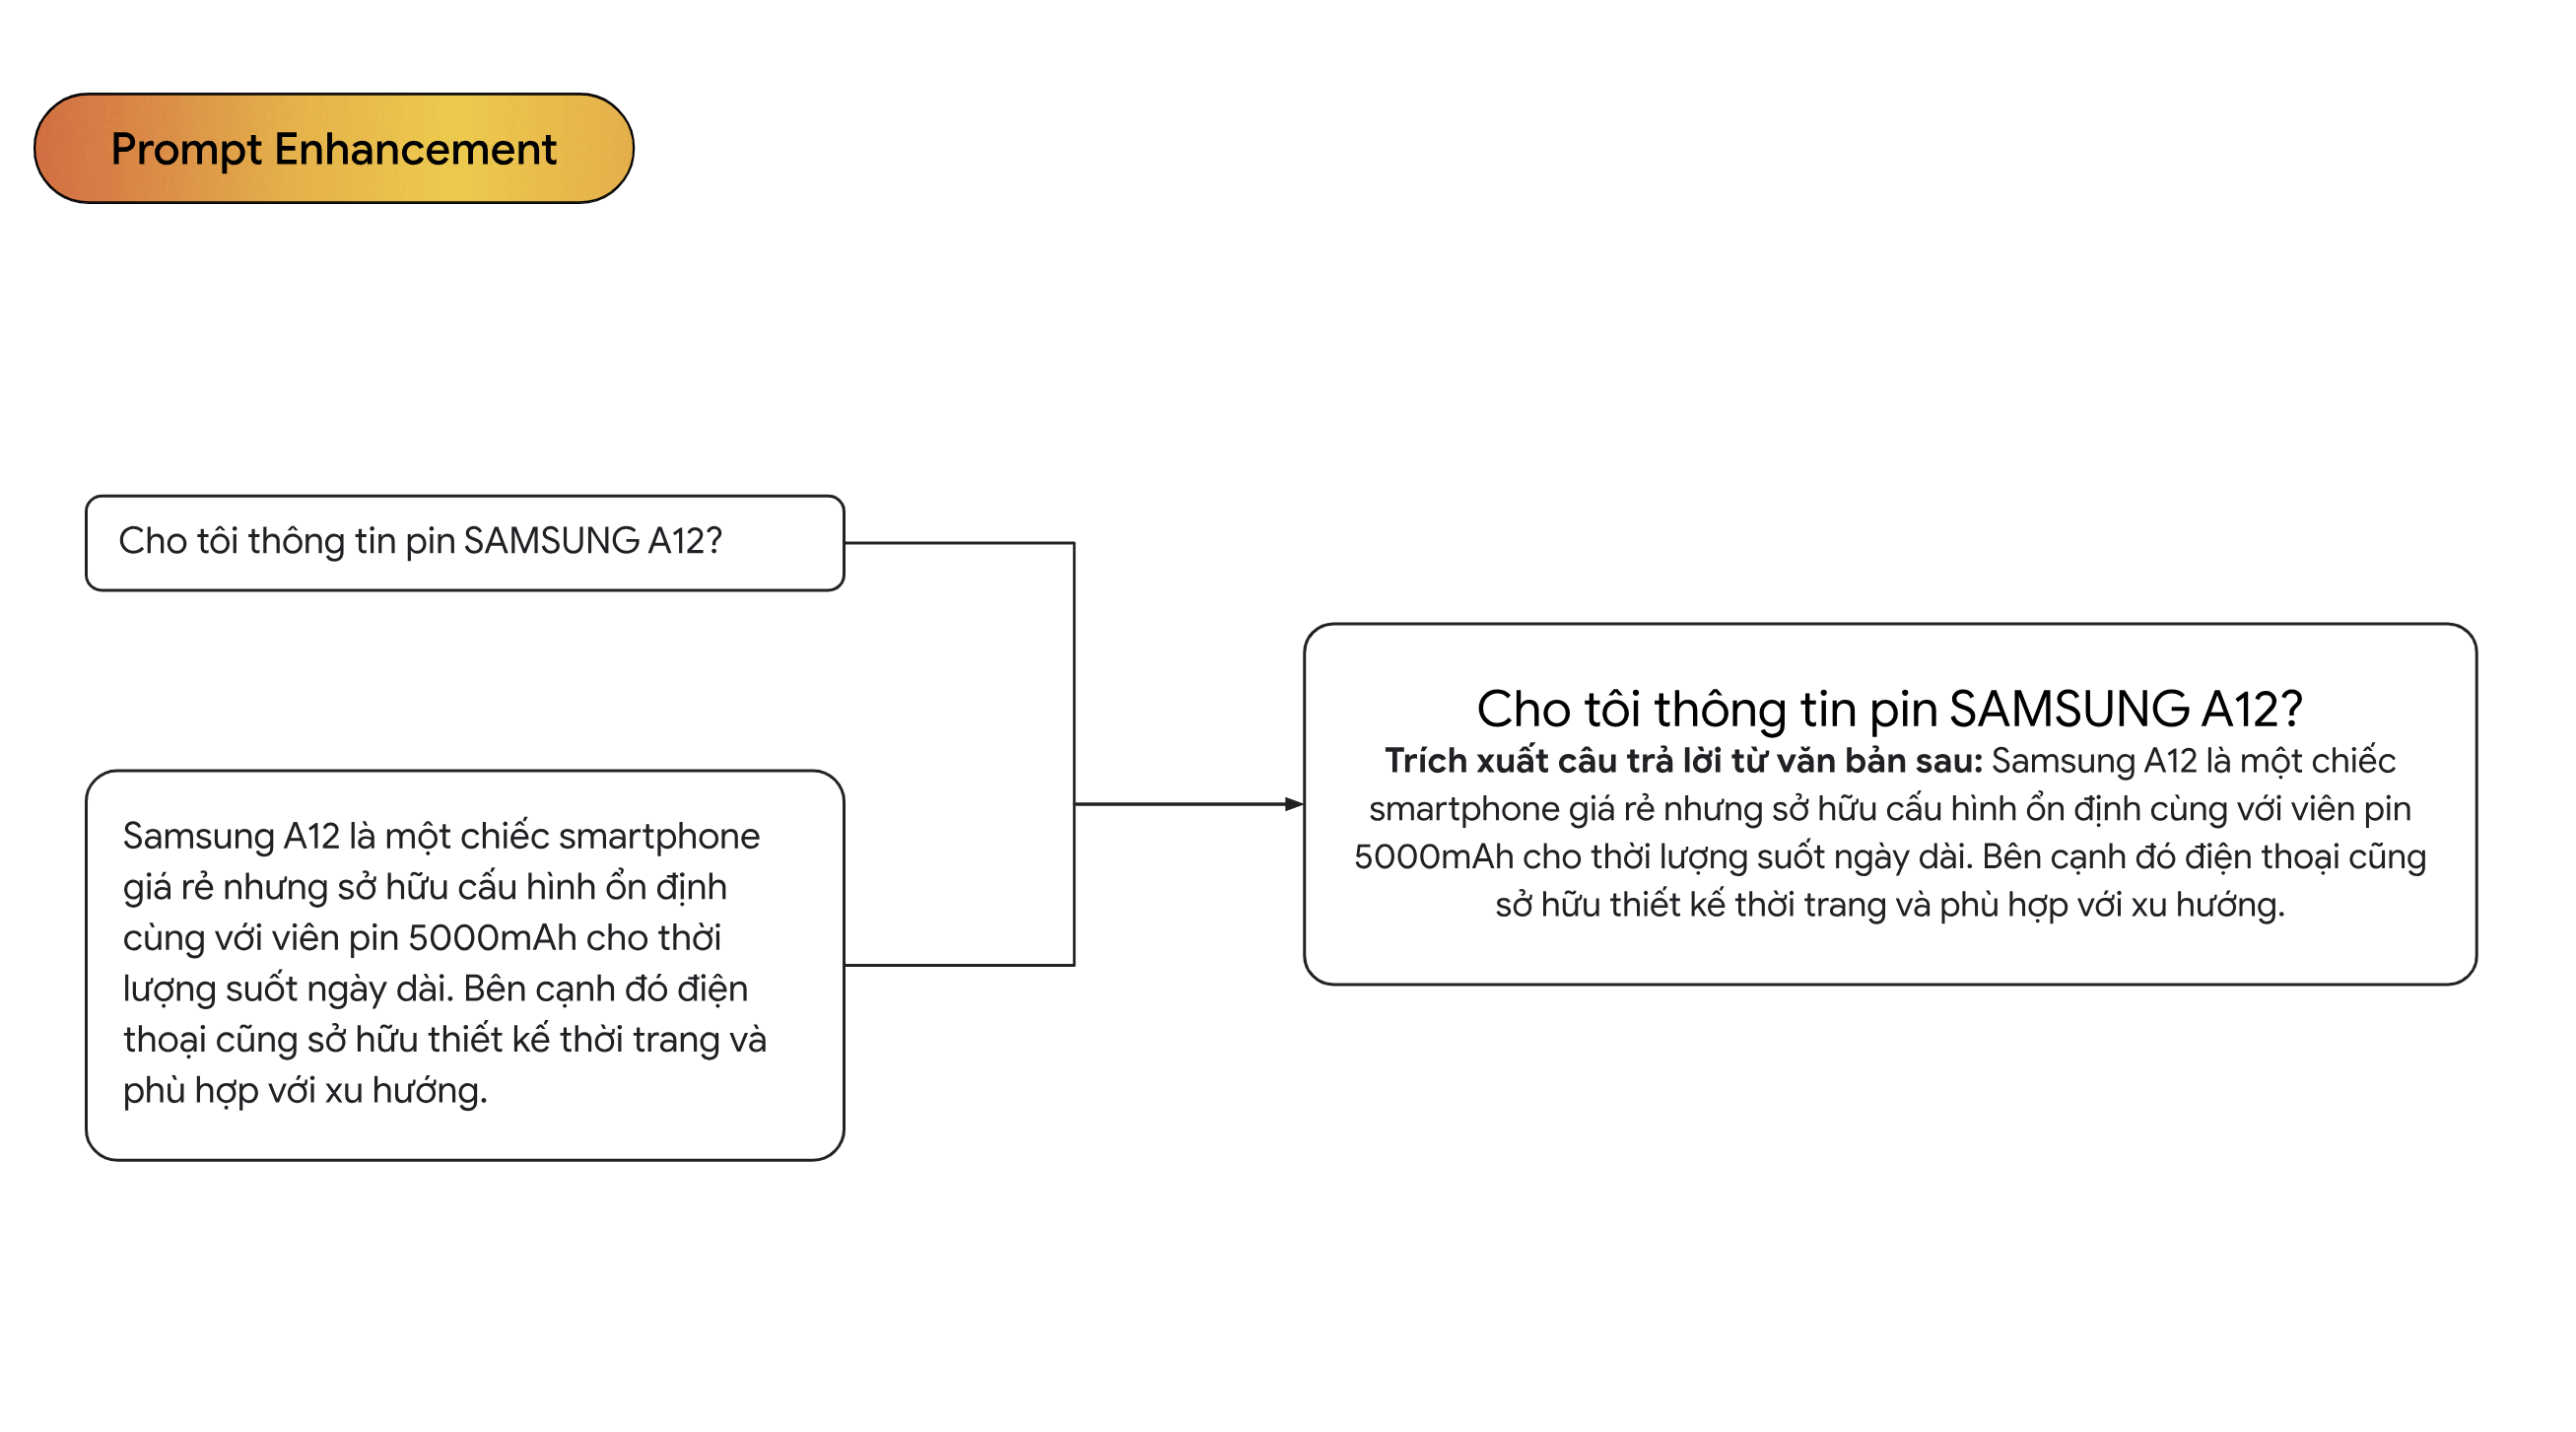 Prompt Enhancement
Cho tôi thông tin pin SAMSUNG A12?
Samsung A12 là một chiếc smartphone
giá rẻ nhưng sở hữu cấu hình ổn định
cùng với viên pin 5000mAh cho thời
lượng suốt ngày dài. Bên cạnh đó điện
thoại cũng sở hữu thiết kế thời trang và
phù hợp với xu hướng.
Cho tôi thông tin pin SAMSUNG A12?
Trích xuất câu trả lời từ văn bản sau: Samsung A12 là một chiếc
smartphone giá rẻ nhưng sở hữu cấu hình ổn định cùng với viên pin
5000mAh cho thời lượng suốt ngày dài. Bên cạnh đó điện thoại cũng
sở hữu thiết kế thời trang và phù hợp với xu hướng.